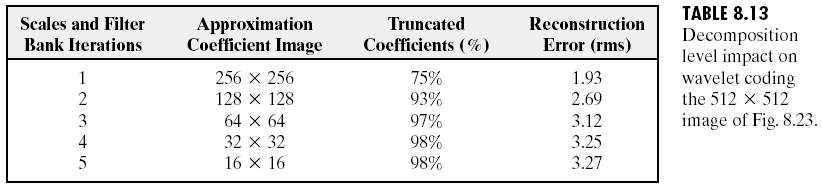 Scales and Filter Approximation Truncated Reconstruction
Bank Iterations Coefficient Image Coefficients (%) Error (rms)
1 256 × 256 75% 1.93
2 128 × 128 93% 2.69
3 64 × 64 97% 3.12
4 32 × 32 98% 3.25
5 16 × 16 98% 3.27
TABLE 8.13
Decomposition
level impact on
wavelet coding
the 512 × 512
image of Fig. 8.23.